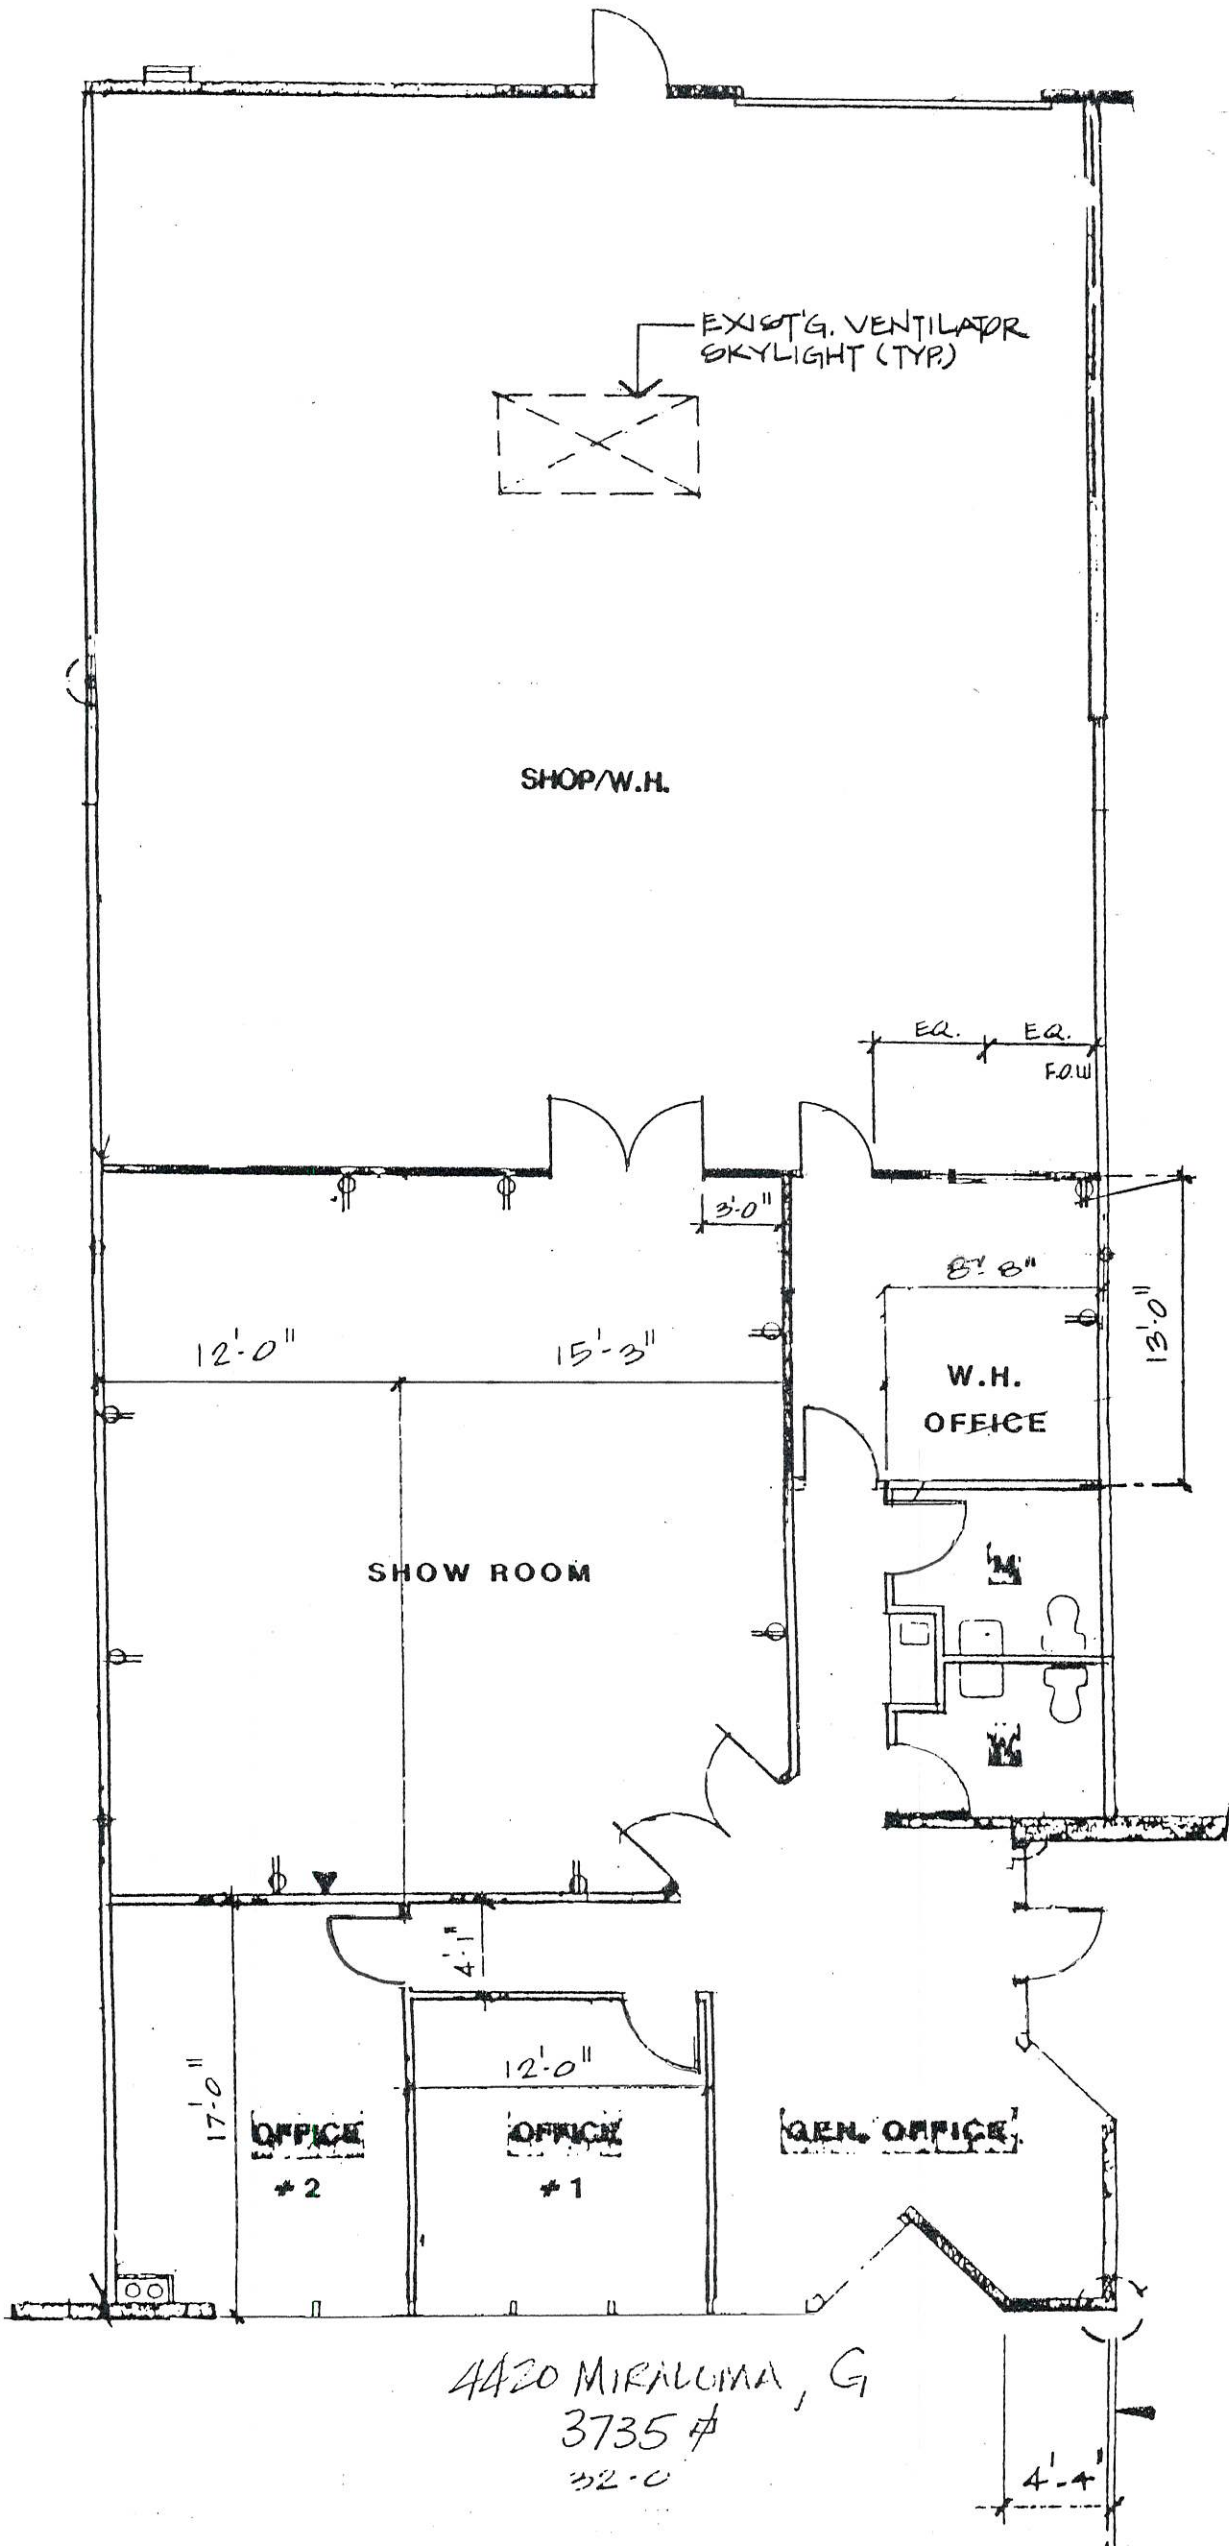 EXIST'G. VENTILATOR
SKYLIGHT (TYP.)
SHOP/W.H.
EQ. EQ.
F.O.W
3'-0"
8'-8"
12'-0" 15'-3"
13'-0"
W.H.
OFFICE
SHOW ROOM
M
W
4'-1"
17'-0"
12'-0"
OFFICE
#2
OFFICE
#1
GEN. OFFICE
4420 MIRALOMA, G
3735 #
32-0
4'-4"